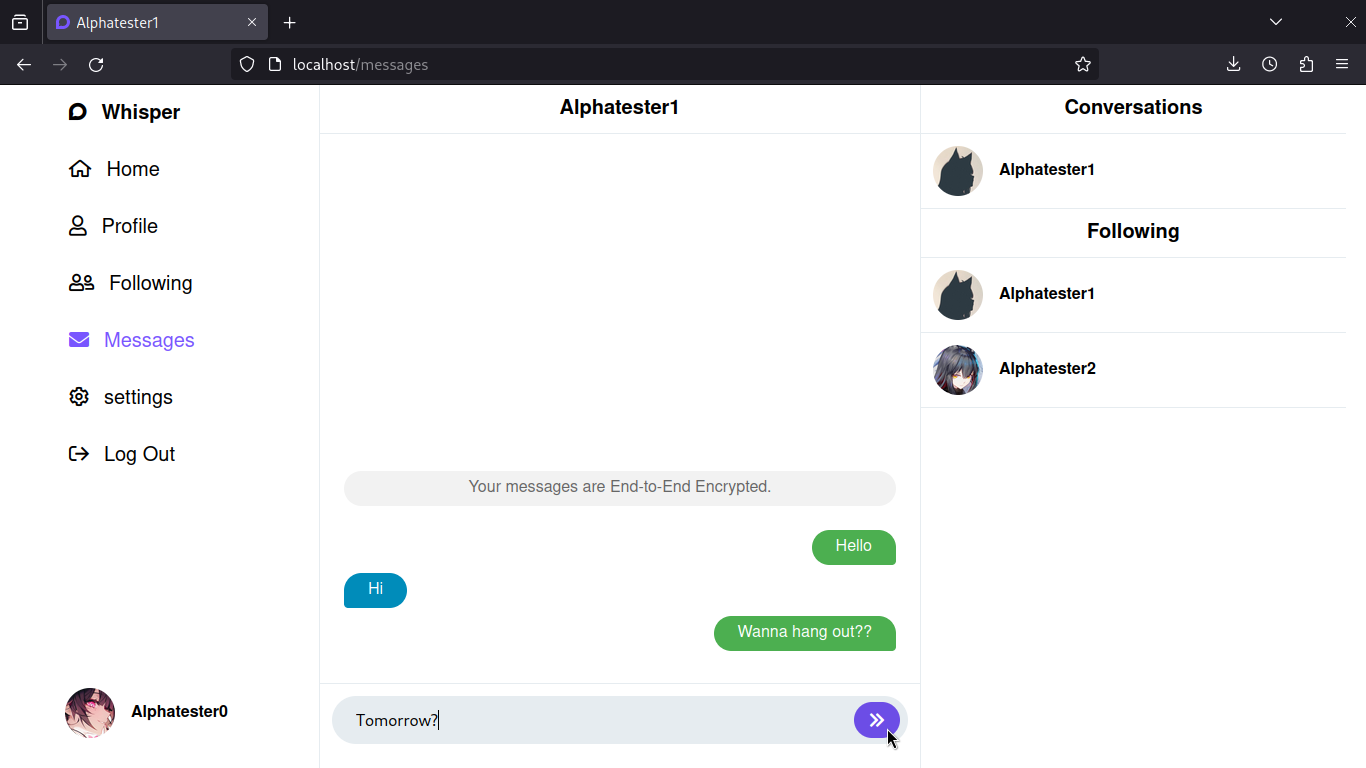 Alphatester1
localhost/messages
Whisper
Home
Profile
Following
Messages
settings
Log Out
Alphatester0
Alphatester1
Your messages are End-to-End Encrypted.
Hello
Hi
Wanna hang out??
Tomorrow?
Conversations
Alphatester1
Following
Alphatester1
Alphatester2